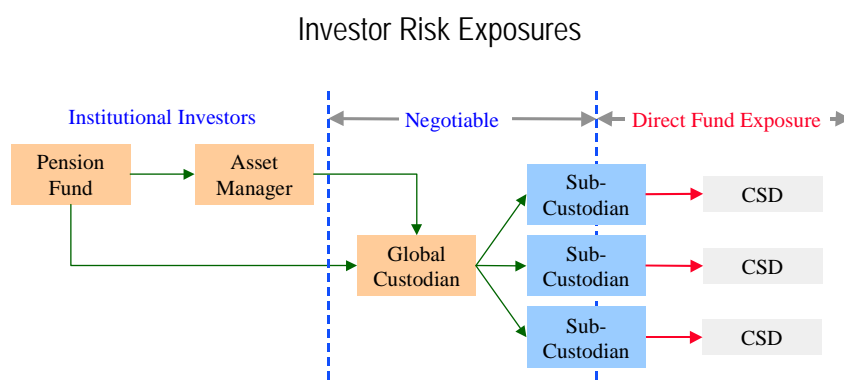 Investor Risk Exposures
Institutional Investors
Negotiable
Direct Fund Exposure
Pension
Fund
Asset
Manager
Global
Custodian
Sub-
Custodian
CSD
Sub-
Custodian
CSD
Sub-
Custodian
CSD